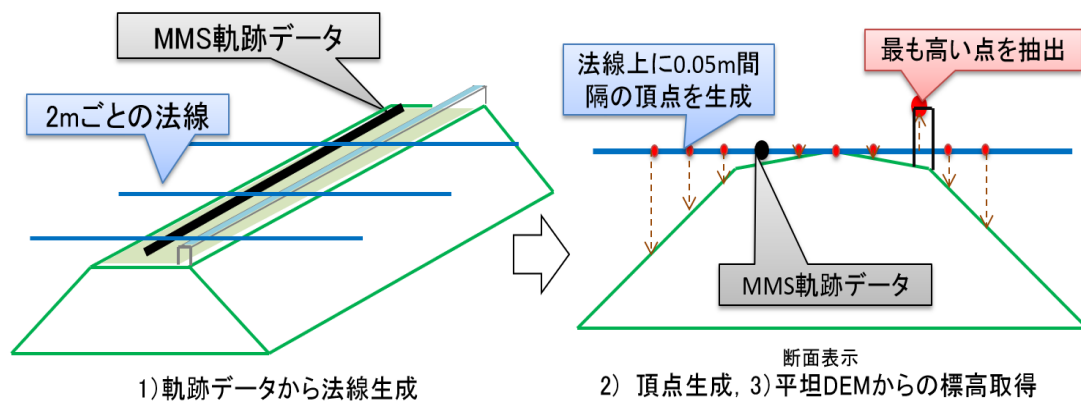 MMS軌跡データ
2mごとの法線
1)軌跡データから法線生成
法線上に0.05m間
隔の頂点を生成
最も高い点を抽出
MMS軌跡データ
断面表示
2) 頂点生成, 3)平坦DEMからの標高取得